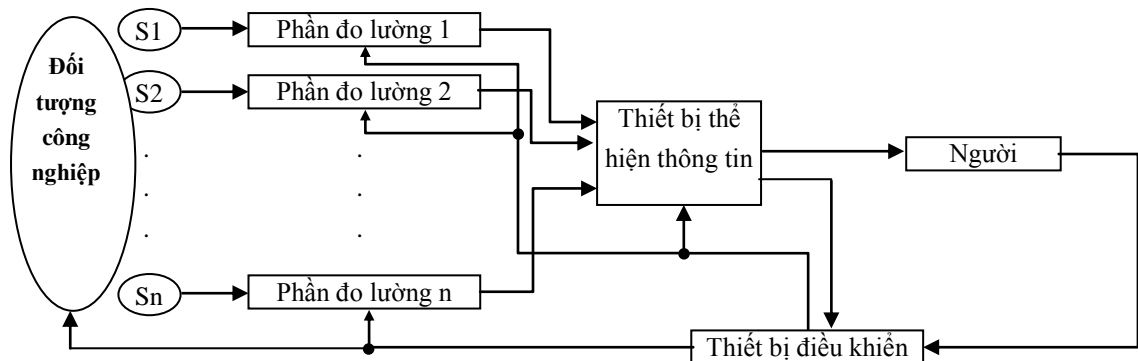 S1
Phần đo lường 1
Đối
tượng
công
nghiệp
S2
Phần đo lường 2
Thiết bị thể
hiện thông tin
Người
.
.
.
.
.
.
Sn
Phần đo lường n
Thiết bị điều khiển